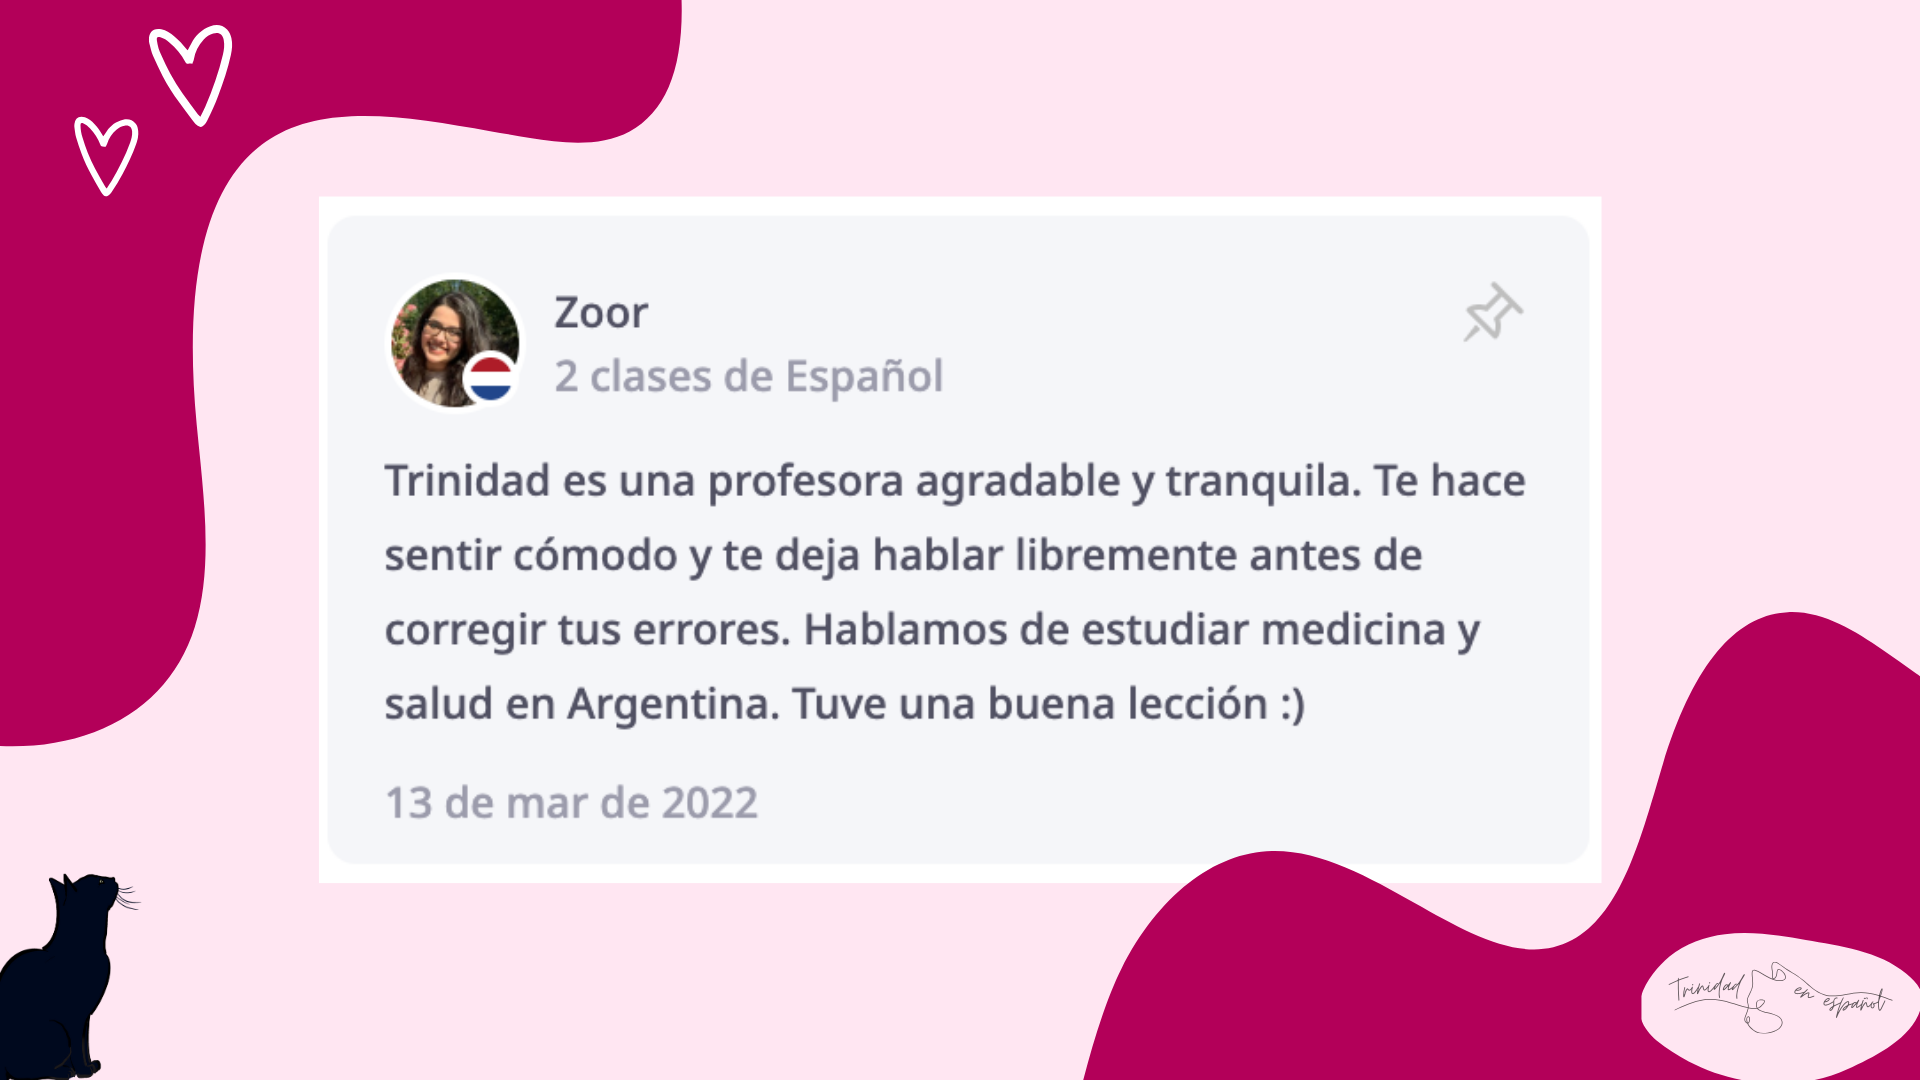 Zoor
2 clases de Español
Trinidad es una profesora agradable y tranquila. Te hace
sentir cómodo y te deja hablar libremente antes de
corregir tus errores. Hablamos de estudiar medicina y
salud en Argentina. Tuve una buena lección :)
13 de mar de 2022
Trinidad en español